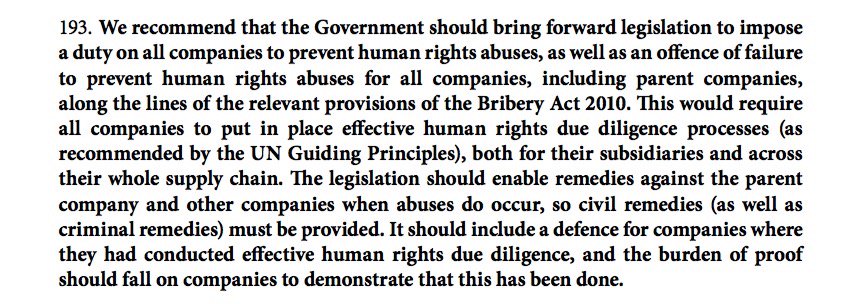 193. We recommend that the Government should bring forward legislation to impose
a duty on all companies to prevent human rights abuses, as well as an offence of failure
to prevent human rights abuses for all companies, including parent companies,
along the lines of the relevant provisions of the Bribery Act 2010. This would require
all companies to put in place effective human rights due diligence processes (as
recommended by the UN Guiding Principles), both for their subsidiaries and across
their whole supply chain. The legislation should enable remedies against the parent
company and other companies when abuses do occur, so civil remedies (as well as
criminal remedies) must be provided. It should include a defence for companies where
they had conducted effective human rights due diligence, and the burden of proof
should fall on companies to demonstrate that this has been done.